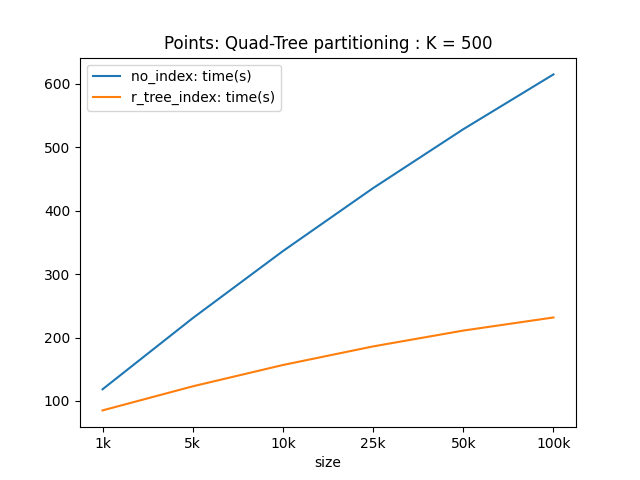 Points: Quad-Tree partitioning : K = 500
no_index: time(s)
r_tree_index: time(s)
600
500
400
300
200
100
1k 5k 10k 25k 50k 100k
size